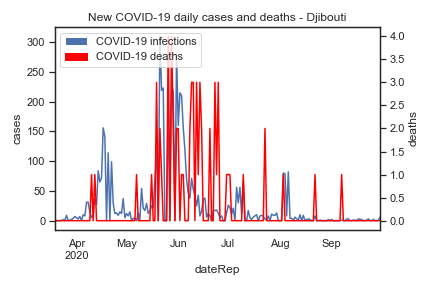 New COVID-19 daily cases and deaths - Djibouti
COVID-19 infections
COVID-19 deaths
300
250
200
150
100
50
0
cases
4.0
3.5
3.0
2.5
2.0
1.5
1.0
0.5
0.0
deaths
Apr May Jun Jul Aug Sep
2020
dateRep